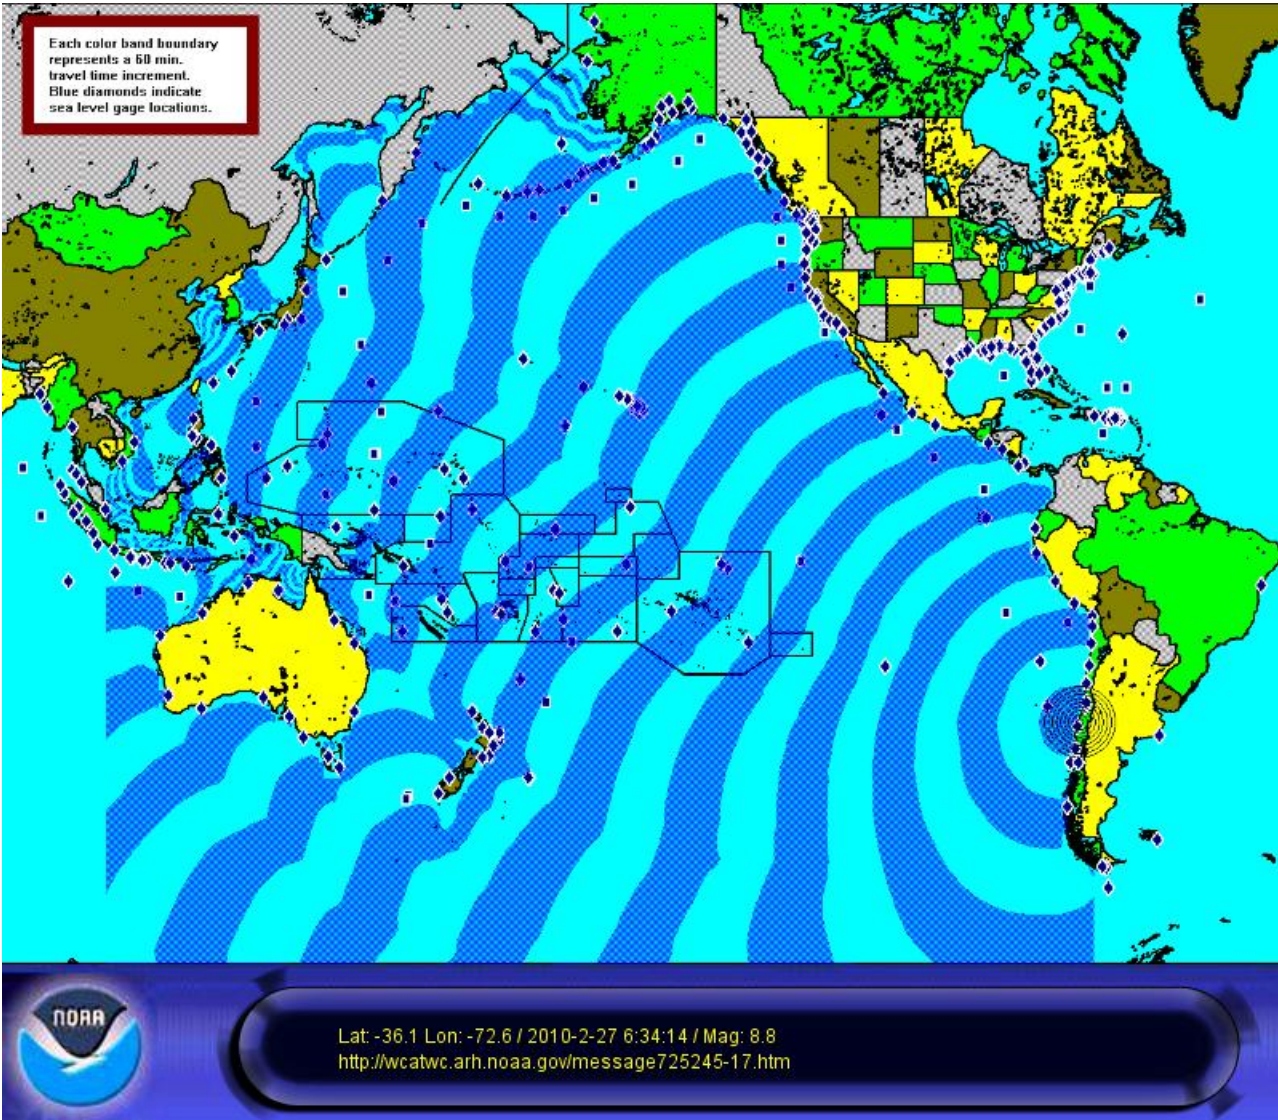 Each color band boundary
represents a 60 min.
travel time increment.
Blue diamonds indicate
sea level gage locations.
NOAA
Lat: -36.1 Lon: -72.6 / 2010-2-27 6:34:14 / Mag: 8.8
http://wcatwc.arh.noaa.gov/message725245-17.htm